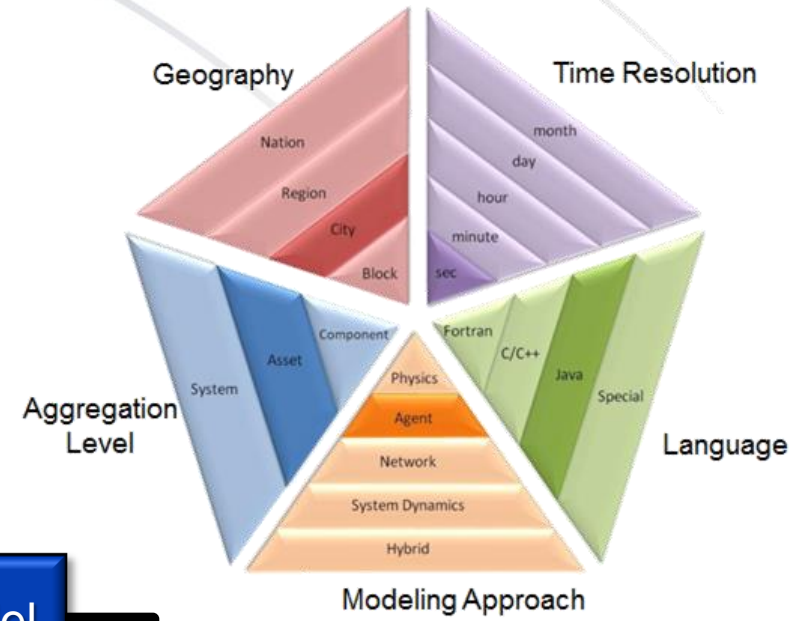 Geography
Time Resolution
Nation
Region
City
Block
month
day
hour
minute
sec
Aggregation
Level
System
Asset
Component
Fortran
C/C++
Java
Special
Language
Physics
Agent
Network
System Dynamics
Hybrid
Modeling Approach